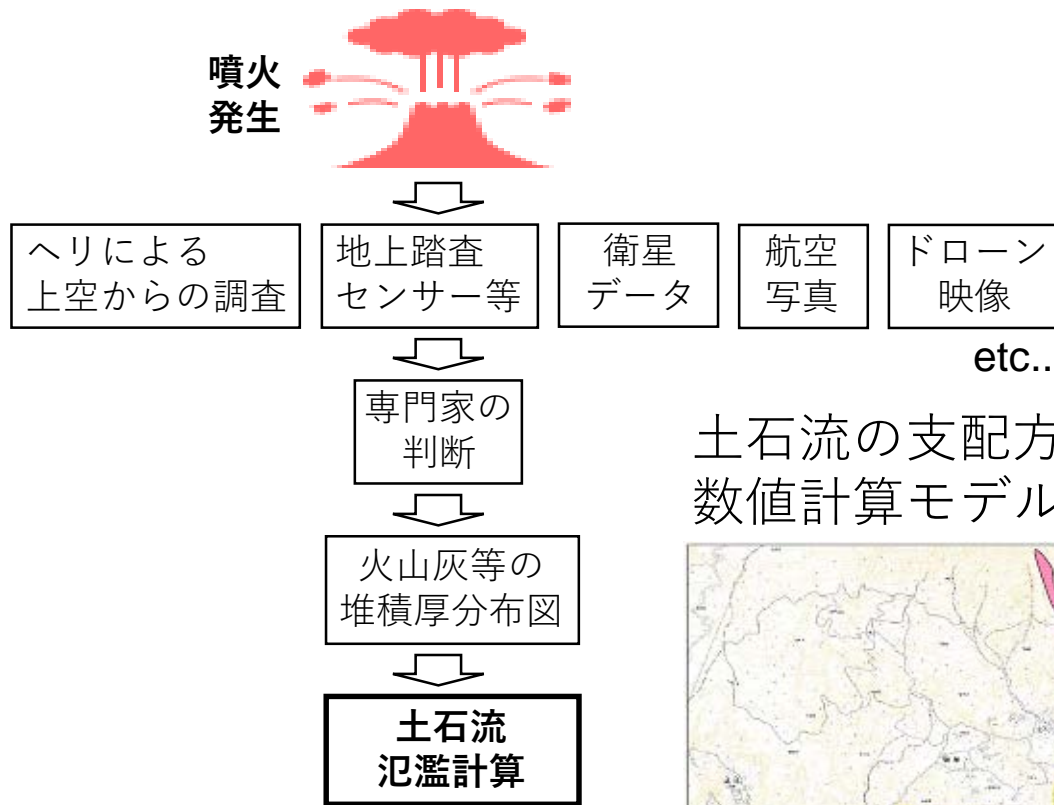 噴火
発生
ヘリによる
上空からの調査
地上踏査
センサー等
衛星
データ
航空
写真
ドローン
映像
etc..
専門家の
判断
土石流の支配方
数値計算モデル
火山灰等の
堆積厚分布図
土石流
氾濫計算